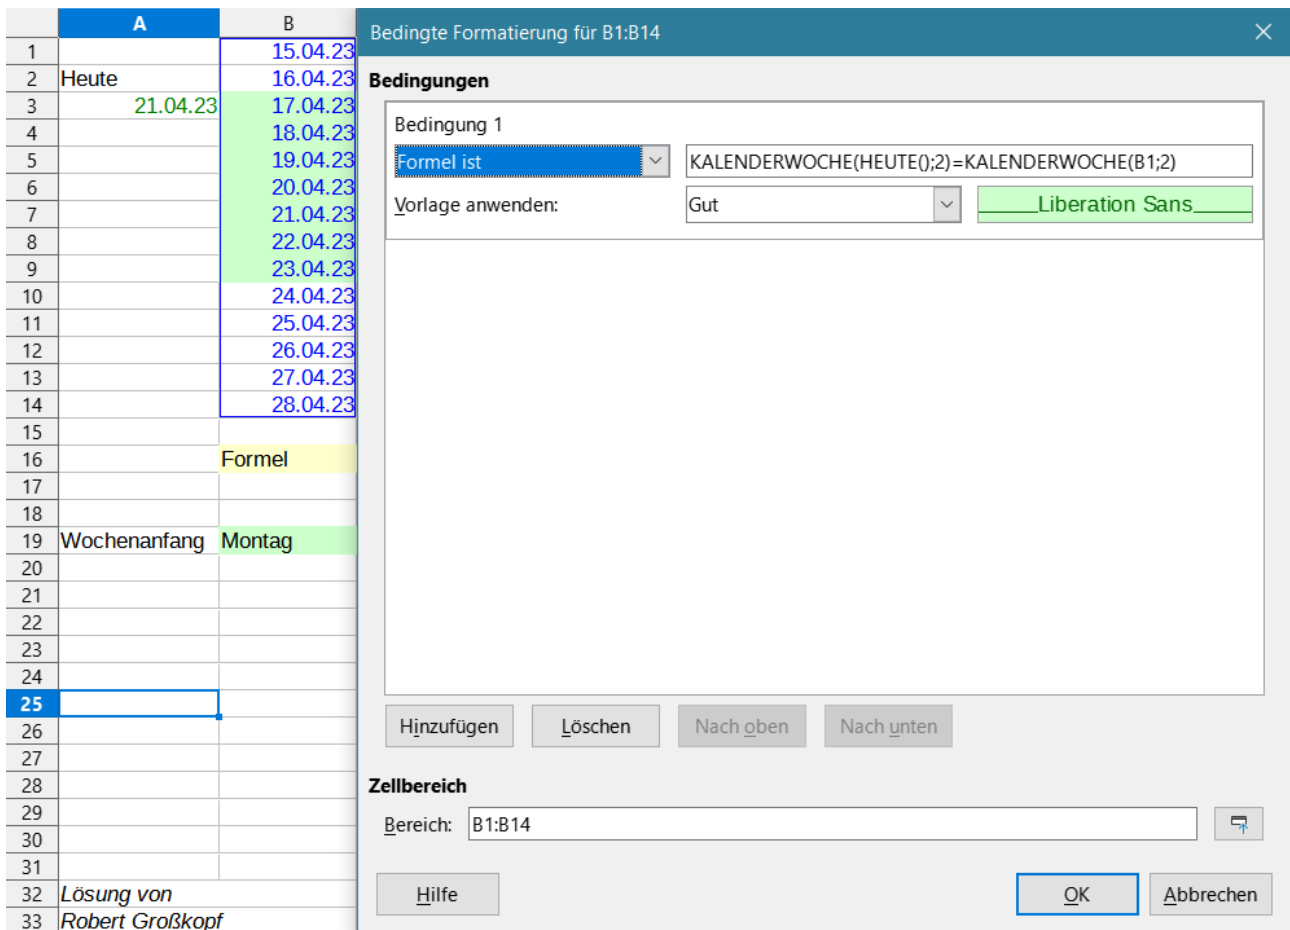 A B
1 15.04.23
2 Heute 16.04.23
3 21.04.23 17.04.23
4 18.04.23
5 19.04.23
6 20.04.23
7 21.04.23
8 22.04.23
9 23.04.23
10 24.04.23
11 25.04.23
12 26.04.23
13 27.04.23
14 28.04.23
15
16 Formel
17
18
19 Wochenanfang Montag
20
21
22
23
24
25
26
27
28
29
30
31
32 Lösung von
33 Robert Großkopf
Bedingte Formatierung für B1:B14
Bedingungen
Bedingung 1
Formel ist KALENDERWOCHE(HEUTE();2)=KALENDERWOCHE(B1;2)
Vorlage anwenden: Gut Liberation Sans
Hinzufügen Löschen Nach oben Nach unten
Zellbereich
Bereich: B1:B14
Hilfe OK Abbrechen